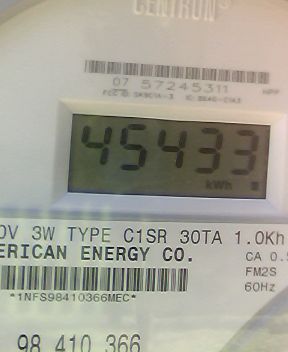 CENTRON®
07 57245311
45433
kWh
0V 3W TYPE C1SR 30TA 1.0Kh
ERICAN ENERGY CO. CA 0.5
FM2S
*1NFS98410366MEC* 60Hz
98 410 366